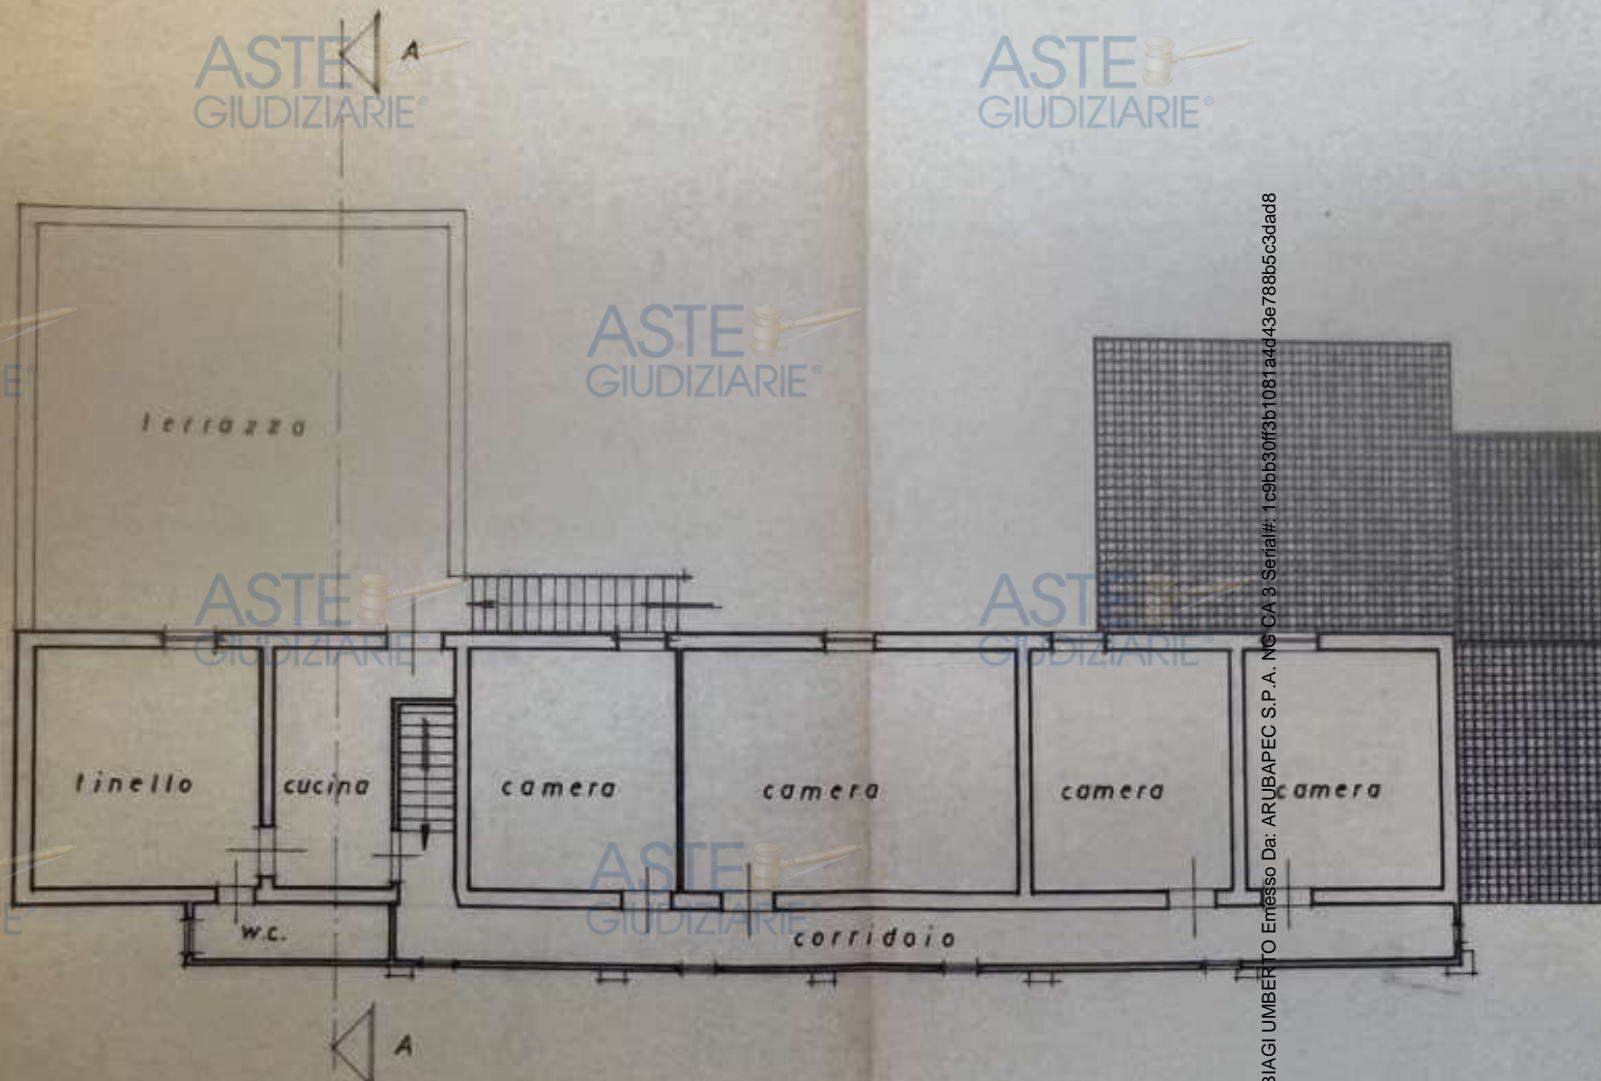 A
ASTE
GIUDIZIARIE®
ASTE
GIUDIZIARIE®
ASTE
GIUDIZIARIE®
E®
terrazza
ASTE
GIUDIZIARIE®
ASTE
GIUDIZIARIE®
tinello
cucina
camera
camera
camera
camera
ASTE
GIUDIZIARIE®
E®
w.c.
corridoio
A
BIAGI UMBERTO Emesso Da: ARUBAPEC S.P.A. NG CA 3 Serial#: 1c9bb30ff3b1081a4d43e788b5c3dad8